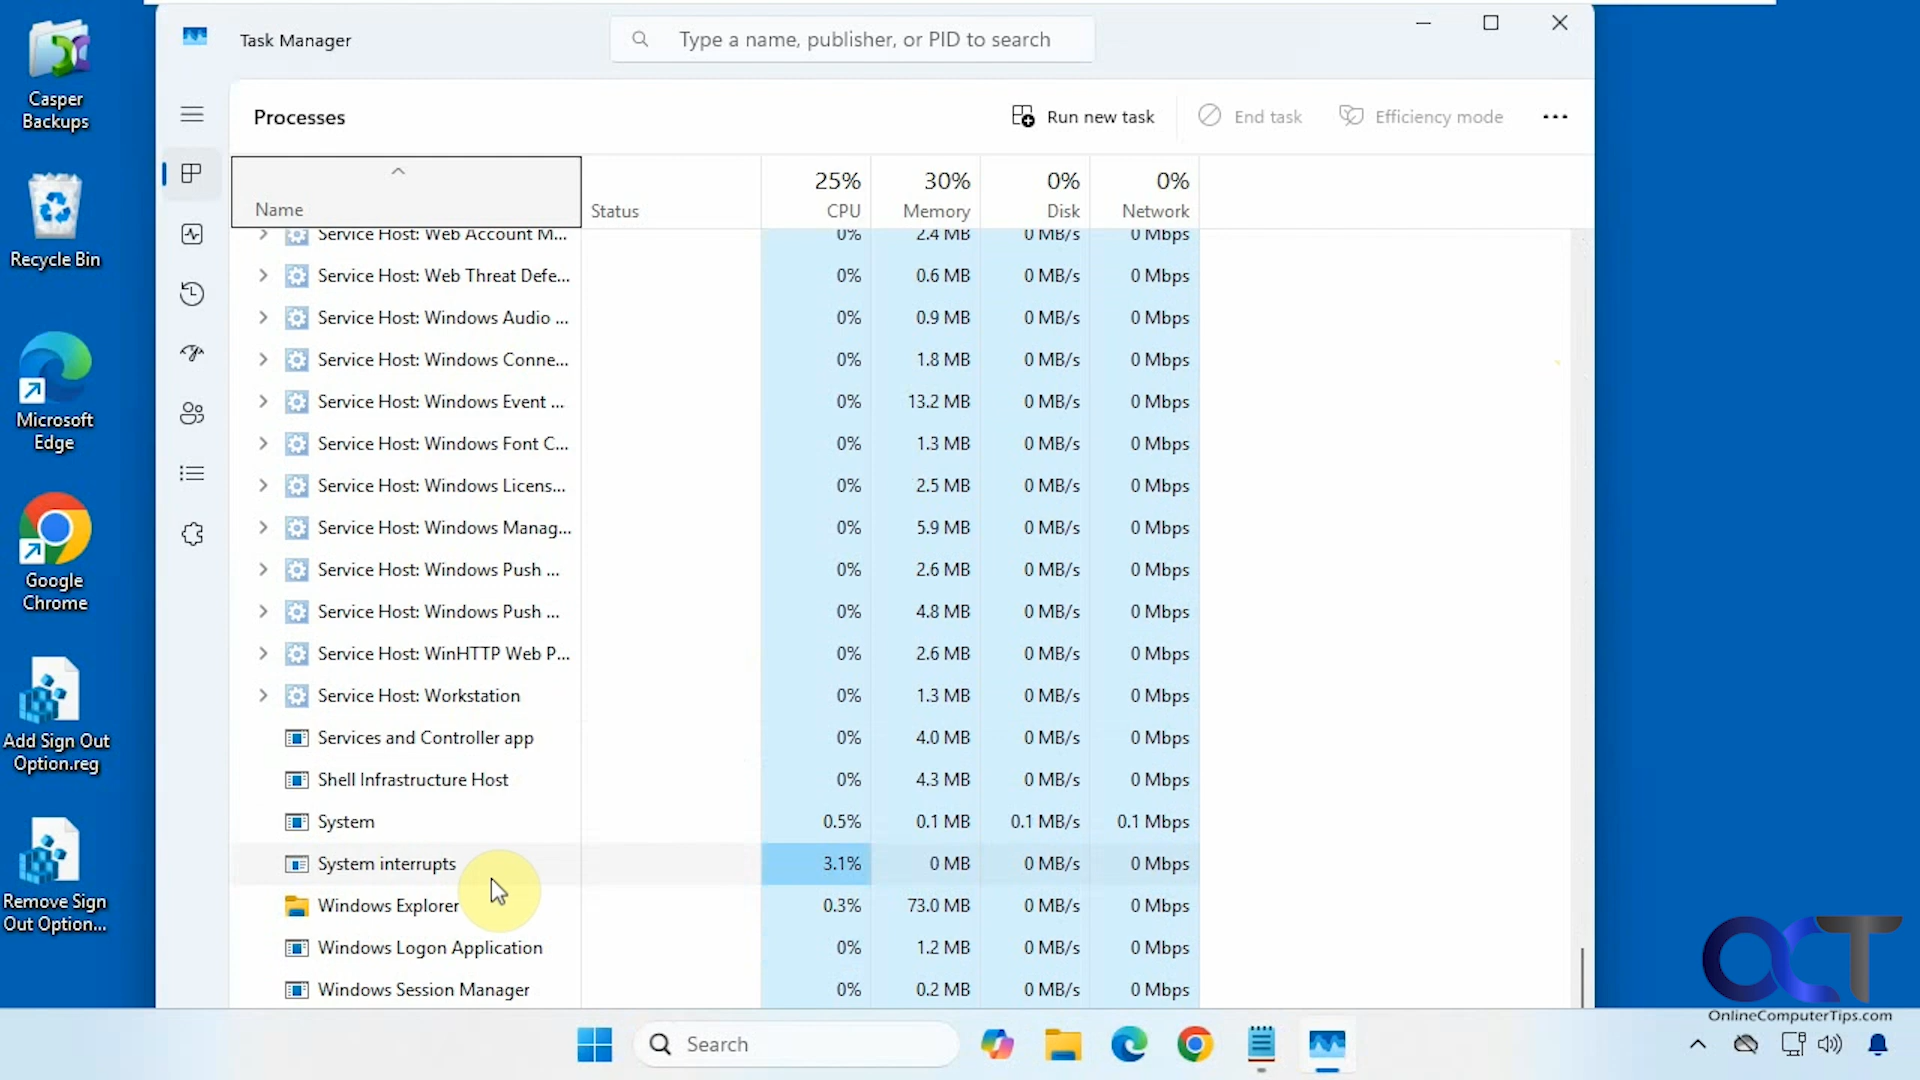 Task Manager
Type a name, publisher, or PID to search
Casper
Backups
Processes
Run new task
End task
Efficiency mode
25%
30%
0%
0%
Name
Status
CPU
Memory
Disk
Network
Service Host: Web Account M... 0% 2.4 MB 0 MB/s 0 Mbps
Service Host: Web Threat Defe... 0% 0.6 MB 0 MB/s 0 Mbps
Service Host: Windows Audio ... 0% 0.9 MB 0 MB/s 0 Mbps
Service Host: Windows Conne... 0% 1.8 MB 0 MB/s 0 Mbps
Service Host: Windows Event ... 0% 13.2 MB 0 MB/s 0 Mbps
Service Host: Windows Font C... 0% 1.3 MB 0 MB/s 0 Mbps
Service Host: Windows Licens... 0% 2.5 MB 0 MB/s 0 Mbps
Service Host: Windows Manag... 0% 5.9 MB 0 MB/s 0 Mbps
Service Host: Windows Push ... 0% 2.6 MB 0 MB/s 0 Mbps
Service Host: Windows Push ... 0% 4.8 MB 0 MB/s 0 Mbps
Service Host: WinHTTP Web P... 0% 2.6 MB 0 MB/s 0 Mbps
Service Host: Workstation 0% 1.3 MB 0 MB/s 0 Mbps
Services and Controller app 0% 4.0 MB 0 MB/s 0 Mbps
Shell Infrastructure Host 0% 4.3 MB 0 MB/s 0 Mbps
System 0.5% 0.1 MB 0.1 MB/s 0.1 Mbps
System interrupts 3.1% 0 MB 0 MB/s 0 Mbps
Windows Explorer 0.3% 73.0 MB 0 MB/s 0 Mbps
Windows Logon Application 0% 1.2 MB 0 MB/s 0 Mbps
Windows Session Manager 0% 0.2 MB 0 MB/s 0 Mbps
Recycle Bin
Microsoft
Edge
Google
Chrome
Add Sign Out
Option.reg
Remove Sign
Out Option...
OCT
OnlineComputerTips.com
Search